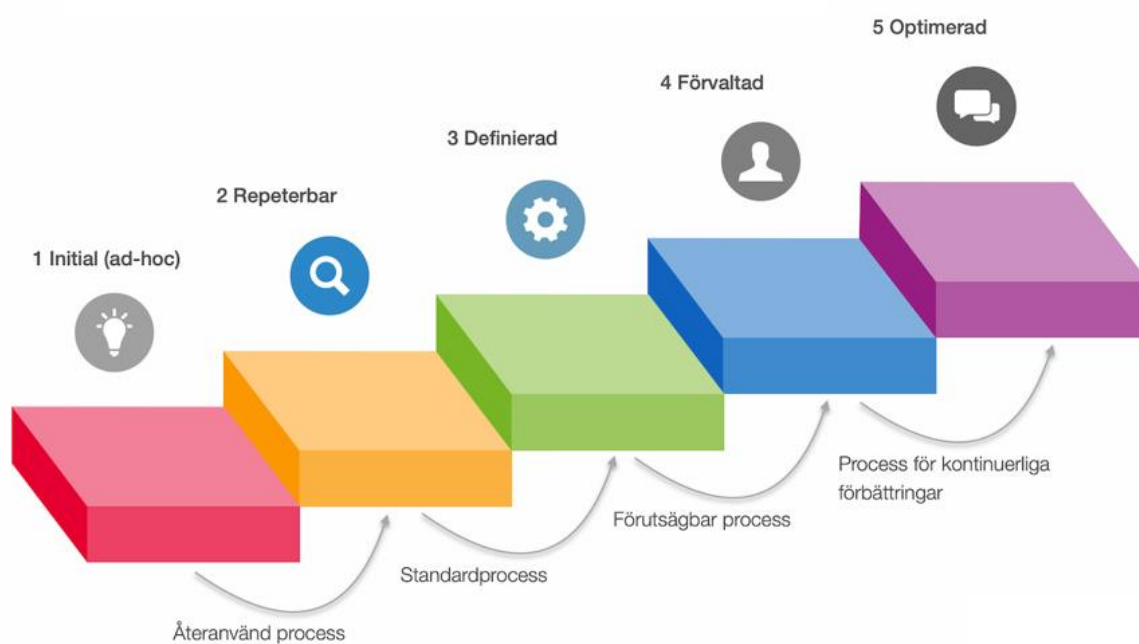 1 Initial (ad-hoc)
2 Repeterbar
3 Definierad
4 Förvaltad
5 Optimerad
Återanvänd process
Standardprocess
Förutsägbar process
Process för kontinuerliga
förbättringar